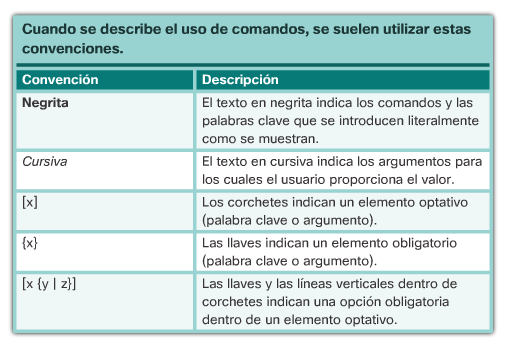 Cuando se describe el uso de comandos, se suelen utilizar estas
convenciones.
Convención Descripción
Negrita El texto en negrita indica los comandos y las
palabras clave que se introducen literalmente
como se muestran.
Cursiva El texto en cursiva indica los argumentos para
los cuales el usuario proporciona el valor.
[x] Los corchetes indican un elemento optativo
(palabra clave o argumento).
{x} Las llaves indican un elemento obligatorio
(palabra clave o argumento).
[x {y | z}] Las llaves y las líneas verticales dentro de
corchetes indican una opción obligatoria
dentro de un elemento optativo.